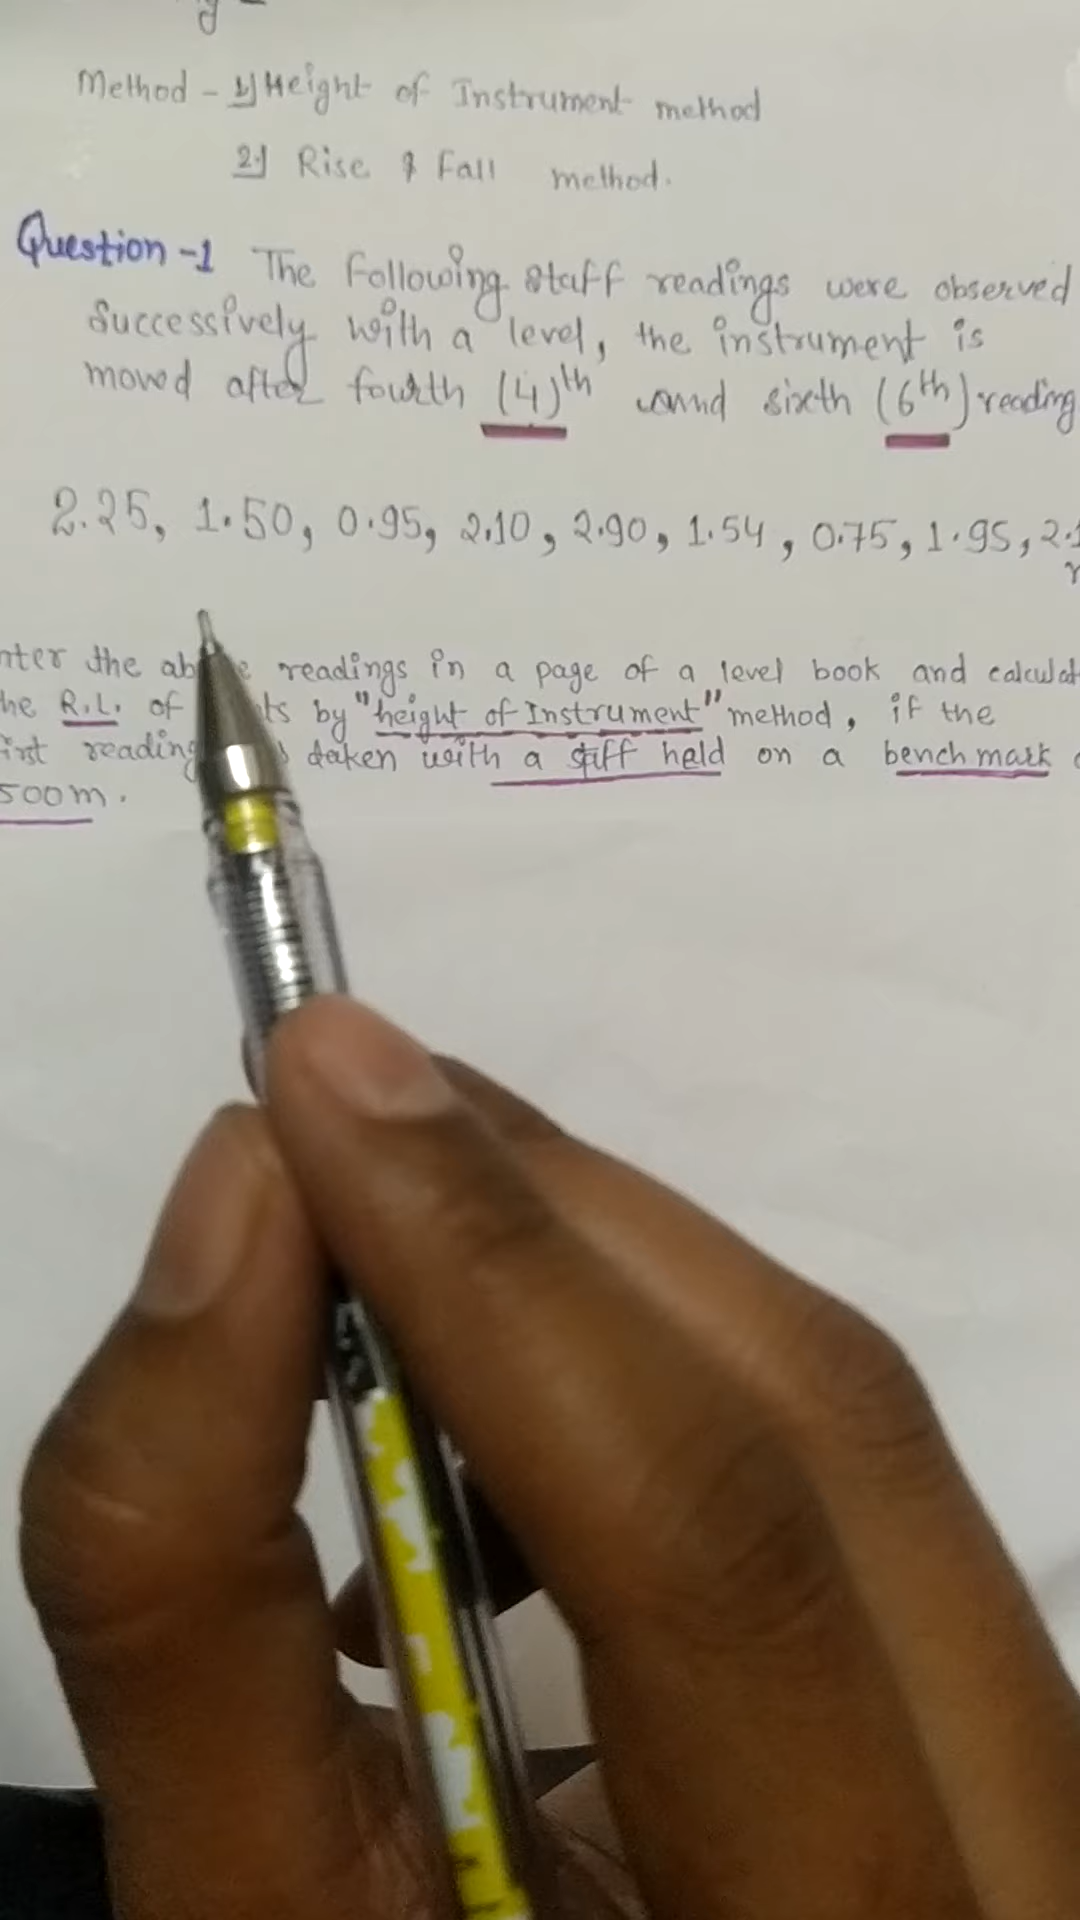 Method - 1) Height of Instrument method
2.) Rise & Fall method.
Question -1 The following staff readings were observed
Successively with a level, the instrument is
moved after fourth (4)th and sixth (6th) reading
2.25, 1.50, 0.95, 2.10, 2.90, 1.54, 0.75, 1.95, 2.
the readings in a page of a level book and
R.L. of by "height of Instrument" method, if the
reading taken with a staff held on a bench mark
500m.